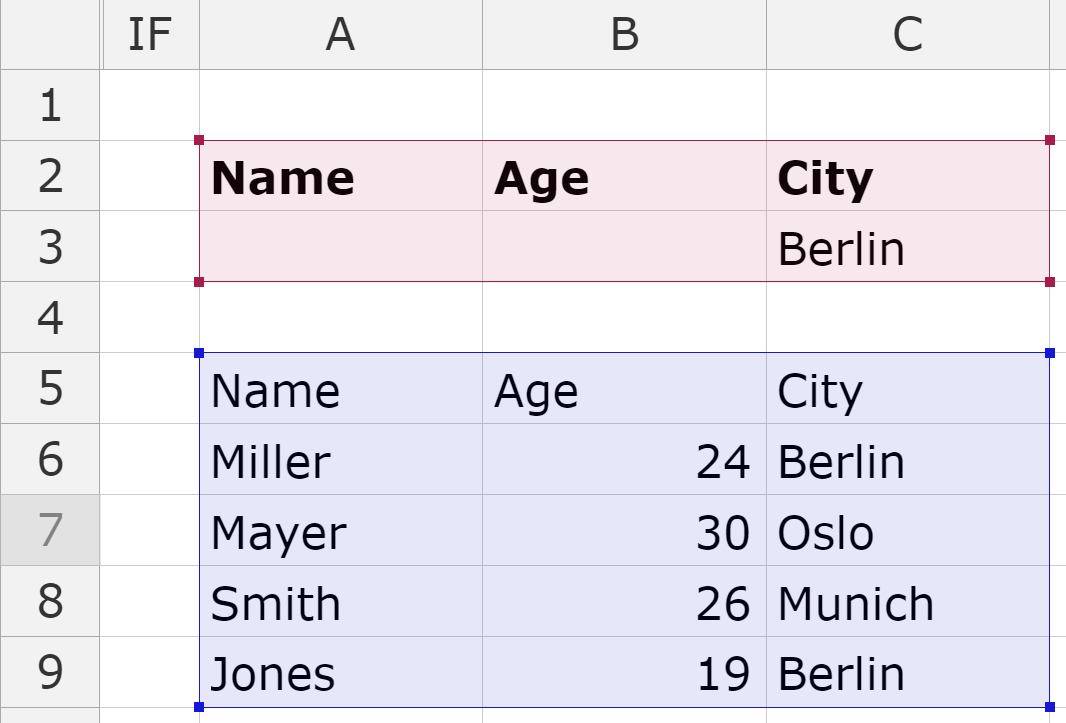 IF A B C
1
2 Name Age City
3 Berlin
4
5 Name Age City
6 Miller 24 Berlin
7 Mayer 30 Oslo
8 Smith 26 Munich
9 Jones 19 Berlin